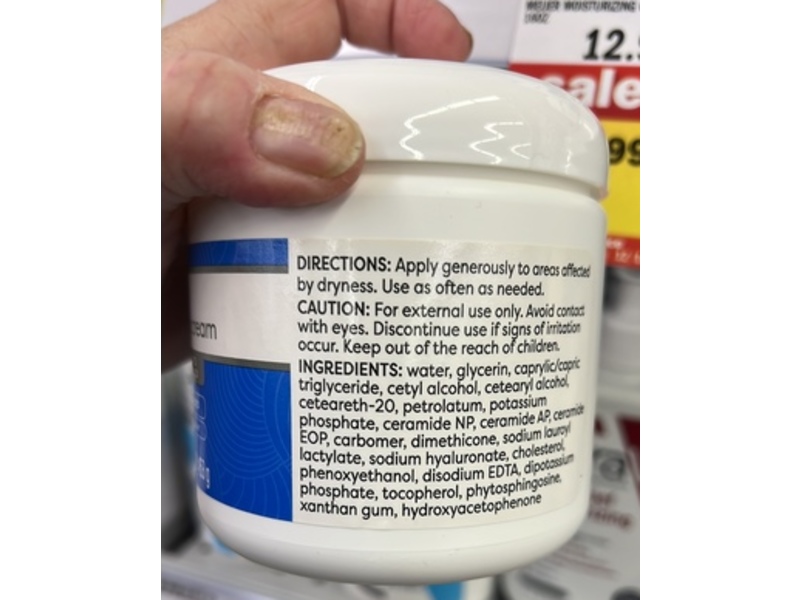 MEIJER MOISTURIZING
12.9
sale
99
DIRECTIONS: Apply generously to areas affected
by dryness. Use as often as needed.
CAUTION: For external use only. Avoid contact
with eyes. Discontinue use if signs of irritation
occur. Keep out of the reach of children.
INGREDIENTS: water, glycerin, caprylic/capric
triglyceride, cetyl alcohol, cetearyl alcohol,
ceteareth-20, petrolatum, potassium
phosphate, ceramide NP, ceramide AP, ceramide
EOP, carbomer, dimethicone, sodium lauroyl
lactylate, sodium hyaluronate, cholesterol,
phenoxyethanol, disodium EDTA, dipotassium
phosphate, tocopherol, phytosphingosine,
xanthan gum, hydroxyacetophenone